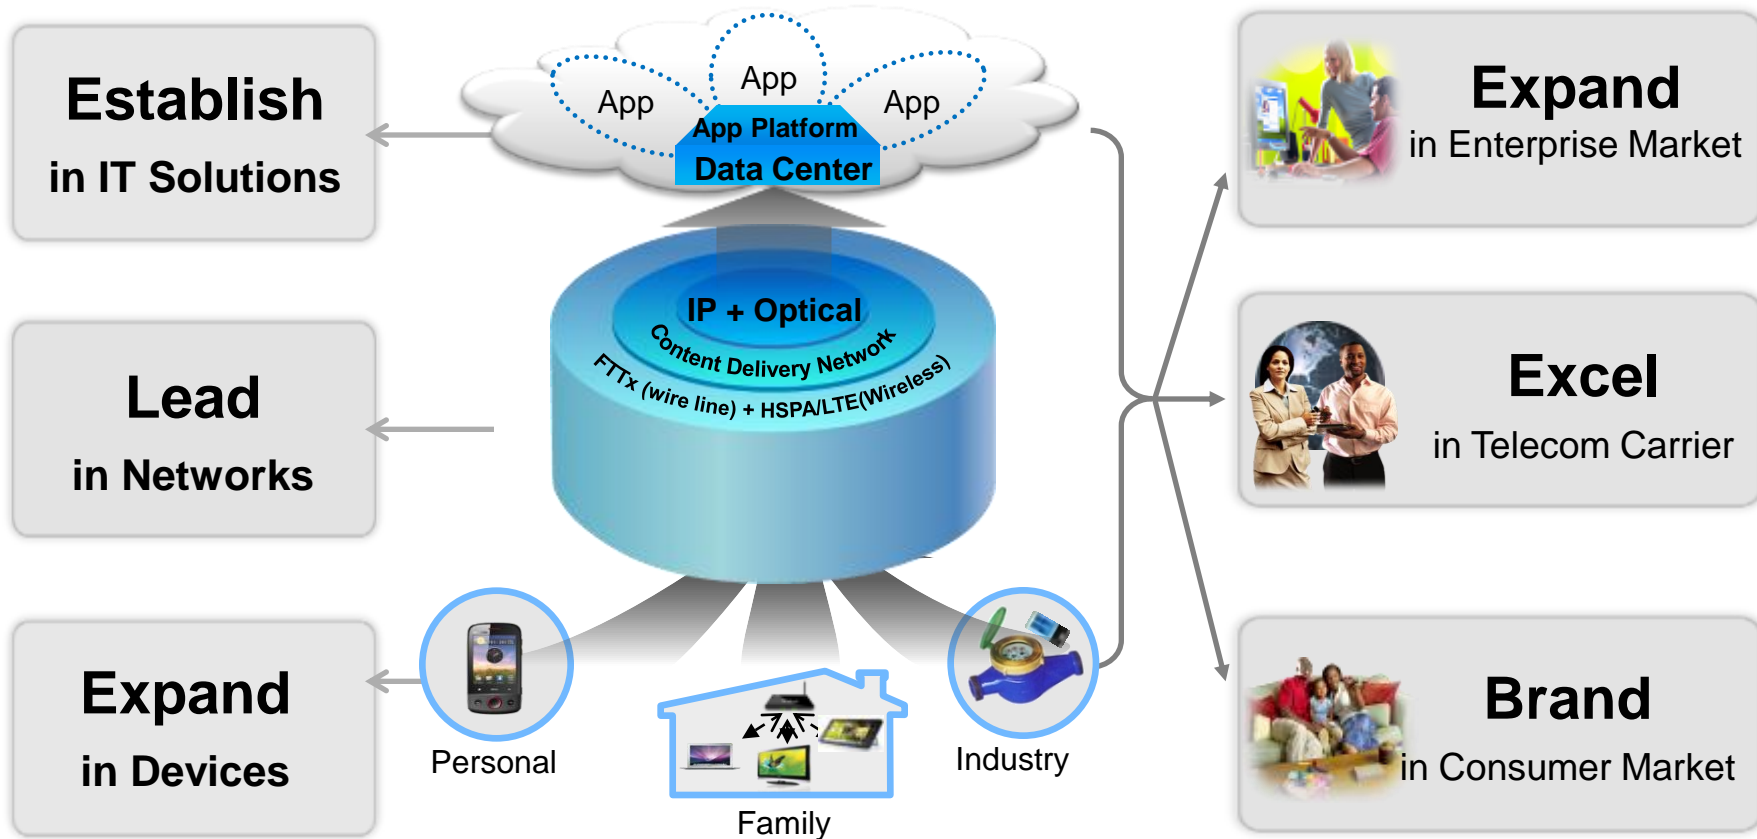 Establish
in IT Solutions
Lead
in Networks
Expand
in Devices
App
App
App
App Platform
Data Center
IP + Optical
Content Delivery Network
FTTx (wire line) + HSPA/LTE(Wireless)
Personal
Family
Industry
Expand
in Enterprise Market
Excel
in Telecom Carrier
Brand
in Consumer Market